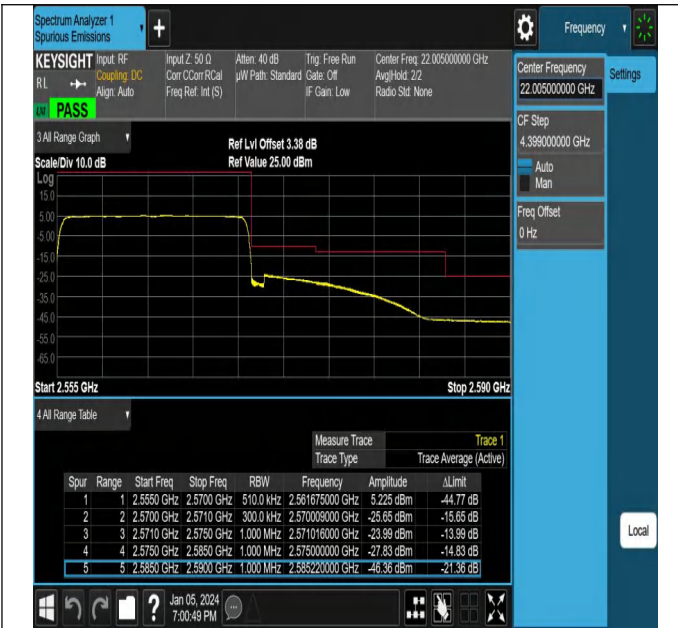 Spectrum Analyzer 1
Spurious Emissions
+
Frequency
KEYSIGHT
RL
PASS
Input: RF
Coupling: DC
Align: Auto
Input Z: 50 Ω
Corr CCorr RCal
Freq Ref: Int (S)
Atten: 40 dB
µW Path: Standard
Trig: Free Run
Gate: Off
IF Gain: Low
Center Freq: 22.005000000 GHz
Avg|Hold: 2/2
Radio Std: None
Center Frequency
22.005000000 GHz
Settings
CF Step
4.399000000 GHz
Auto
Man
Freq Offset
0 Hz
3 All Range Graph
Scale/Div 10.0 dB
Ref Lvl Offset 3.38 dB
Ref Value 25.00 dBm
Log
15.0
5.00
-5.00
-15.0
-25.0
-35.0
-45.0
-55.0
-65.0
Start 2.555 GHz
Stop 2.590 GHz
4 All Range Table
Measure Trace Trace 1
Trace Type Trace Average (Active)
Spur Range Start Freq Stop Freq RBW Frequency Amplitude ΔLimit
1 1 2.5550 GHz 2.5700 GHz 510.0 kHz 2.561675000 GHz 5.225 dBm -44.77 dB
2 2 2.5700 GHz 2.5710 GHz 300.0 kHz 2.570009000 GHz -25.65 dBm -15.65 dB
3 3 2.5710 GHz 2.5750 GHz 1.000 MHz 2.571016000 GHz -23.99 dBm -13.99 dB
4 4 2.5750 GHz 2.5850 GHz 1.000 MHz 2.575000000 GHz -27.83 dBm -14.83 dB
5 5 2.5850 GHz 2.5900 GHz 1.000 MHz 2.585220000 GHz -46.36 dBm -21.36 dB
Local
?
Jan 05, 2024
7:00:49 PM